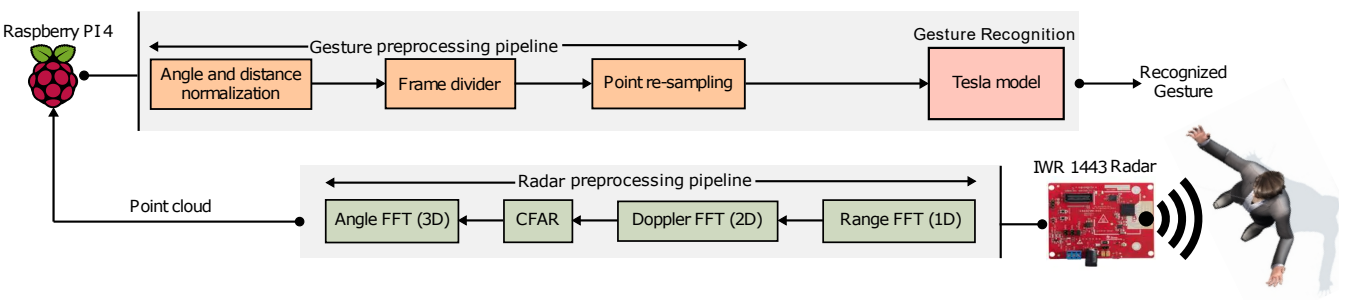 Raspberry PI 4
Gesture preprocessing pipeline
Gesture Recognition
Angle and distance
normalization
Frame divider
Point re-sampling
Tesla model
Recognized
Gesture
IWR 1443 Radar
Radar preprocessing pipeline
Point cloud
Angle FFT (3D)
CFAR
Doppler FFT (2D)
Range FFT (1D)